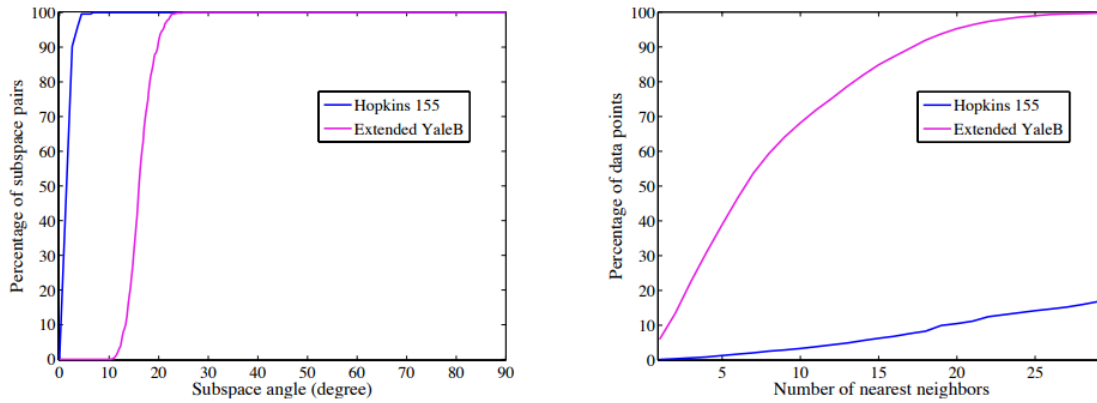 Percentage of subspace pairs
100
90
80
70
60
50
40
30
20
10
0
Hopkins 155
Extended YaleB
0 10 20 30 40 50 60 70 80 90
Subspace angle (degree)
Percentage of data points
100
90
80
70
60
50
40
30
20
10
0
Hopkins 155
Extended YaleB
5 10 15 20 25
Number of nearest neighbors